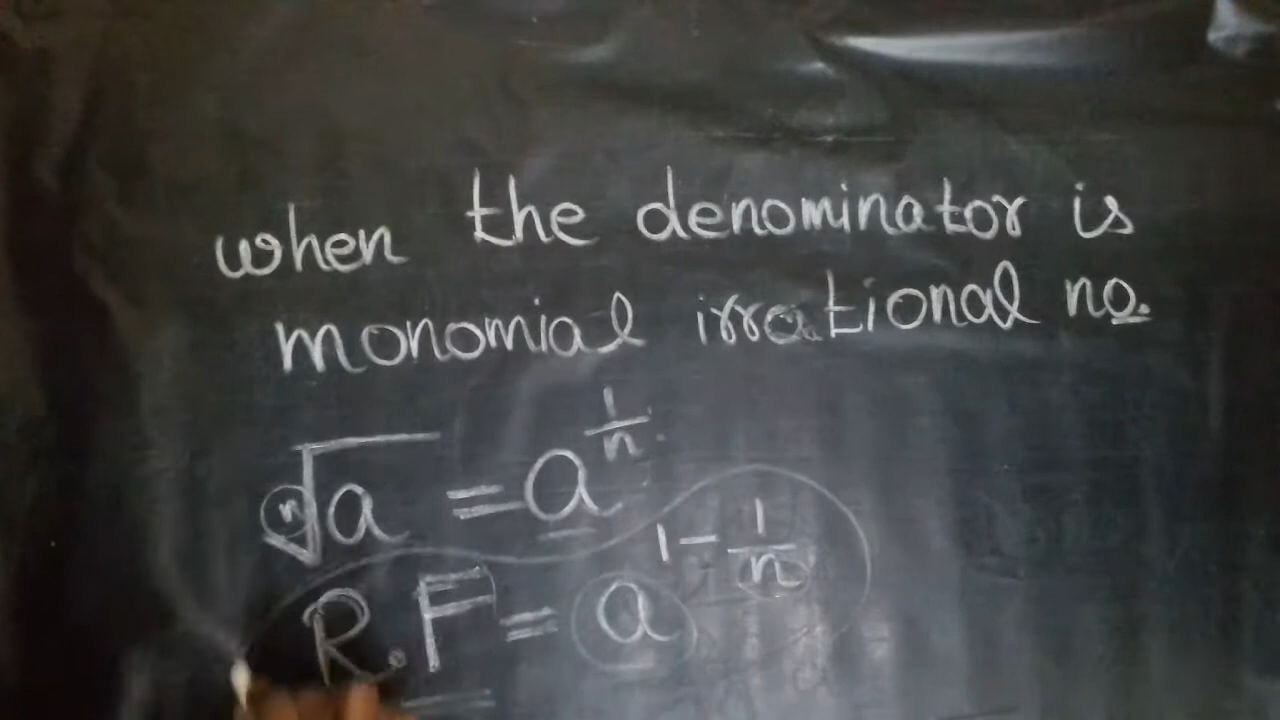 when the denominator is
monomial irrational no.
ⁿ√a = a^(1/n)
R.F = a^(1 - 1/n)